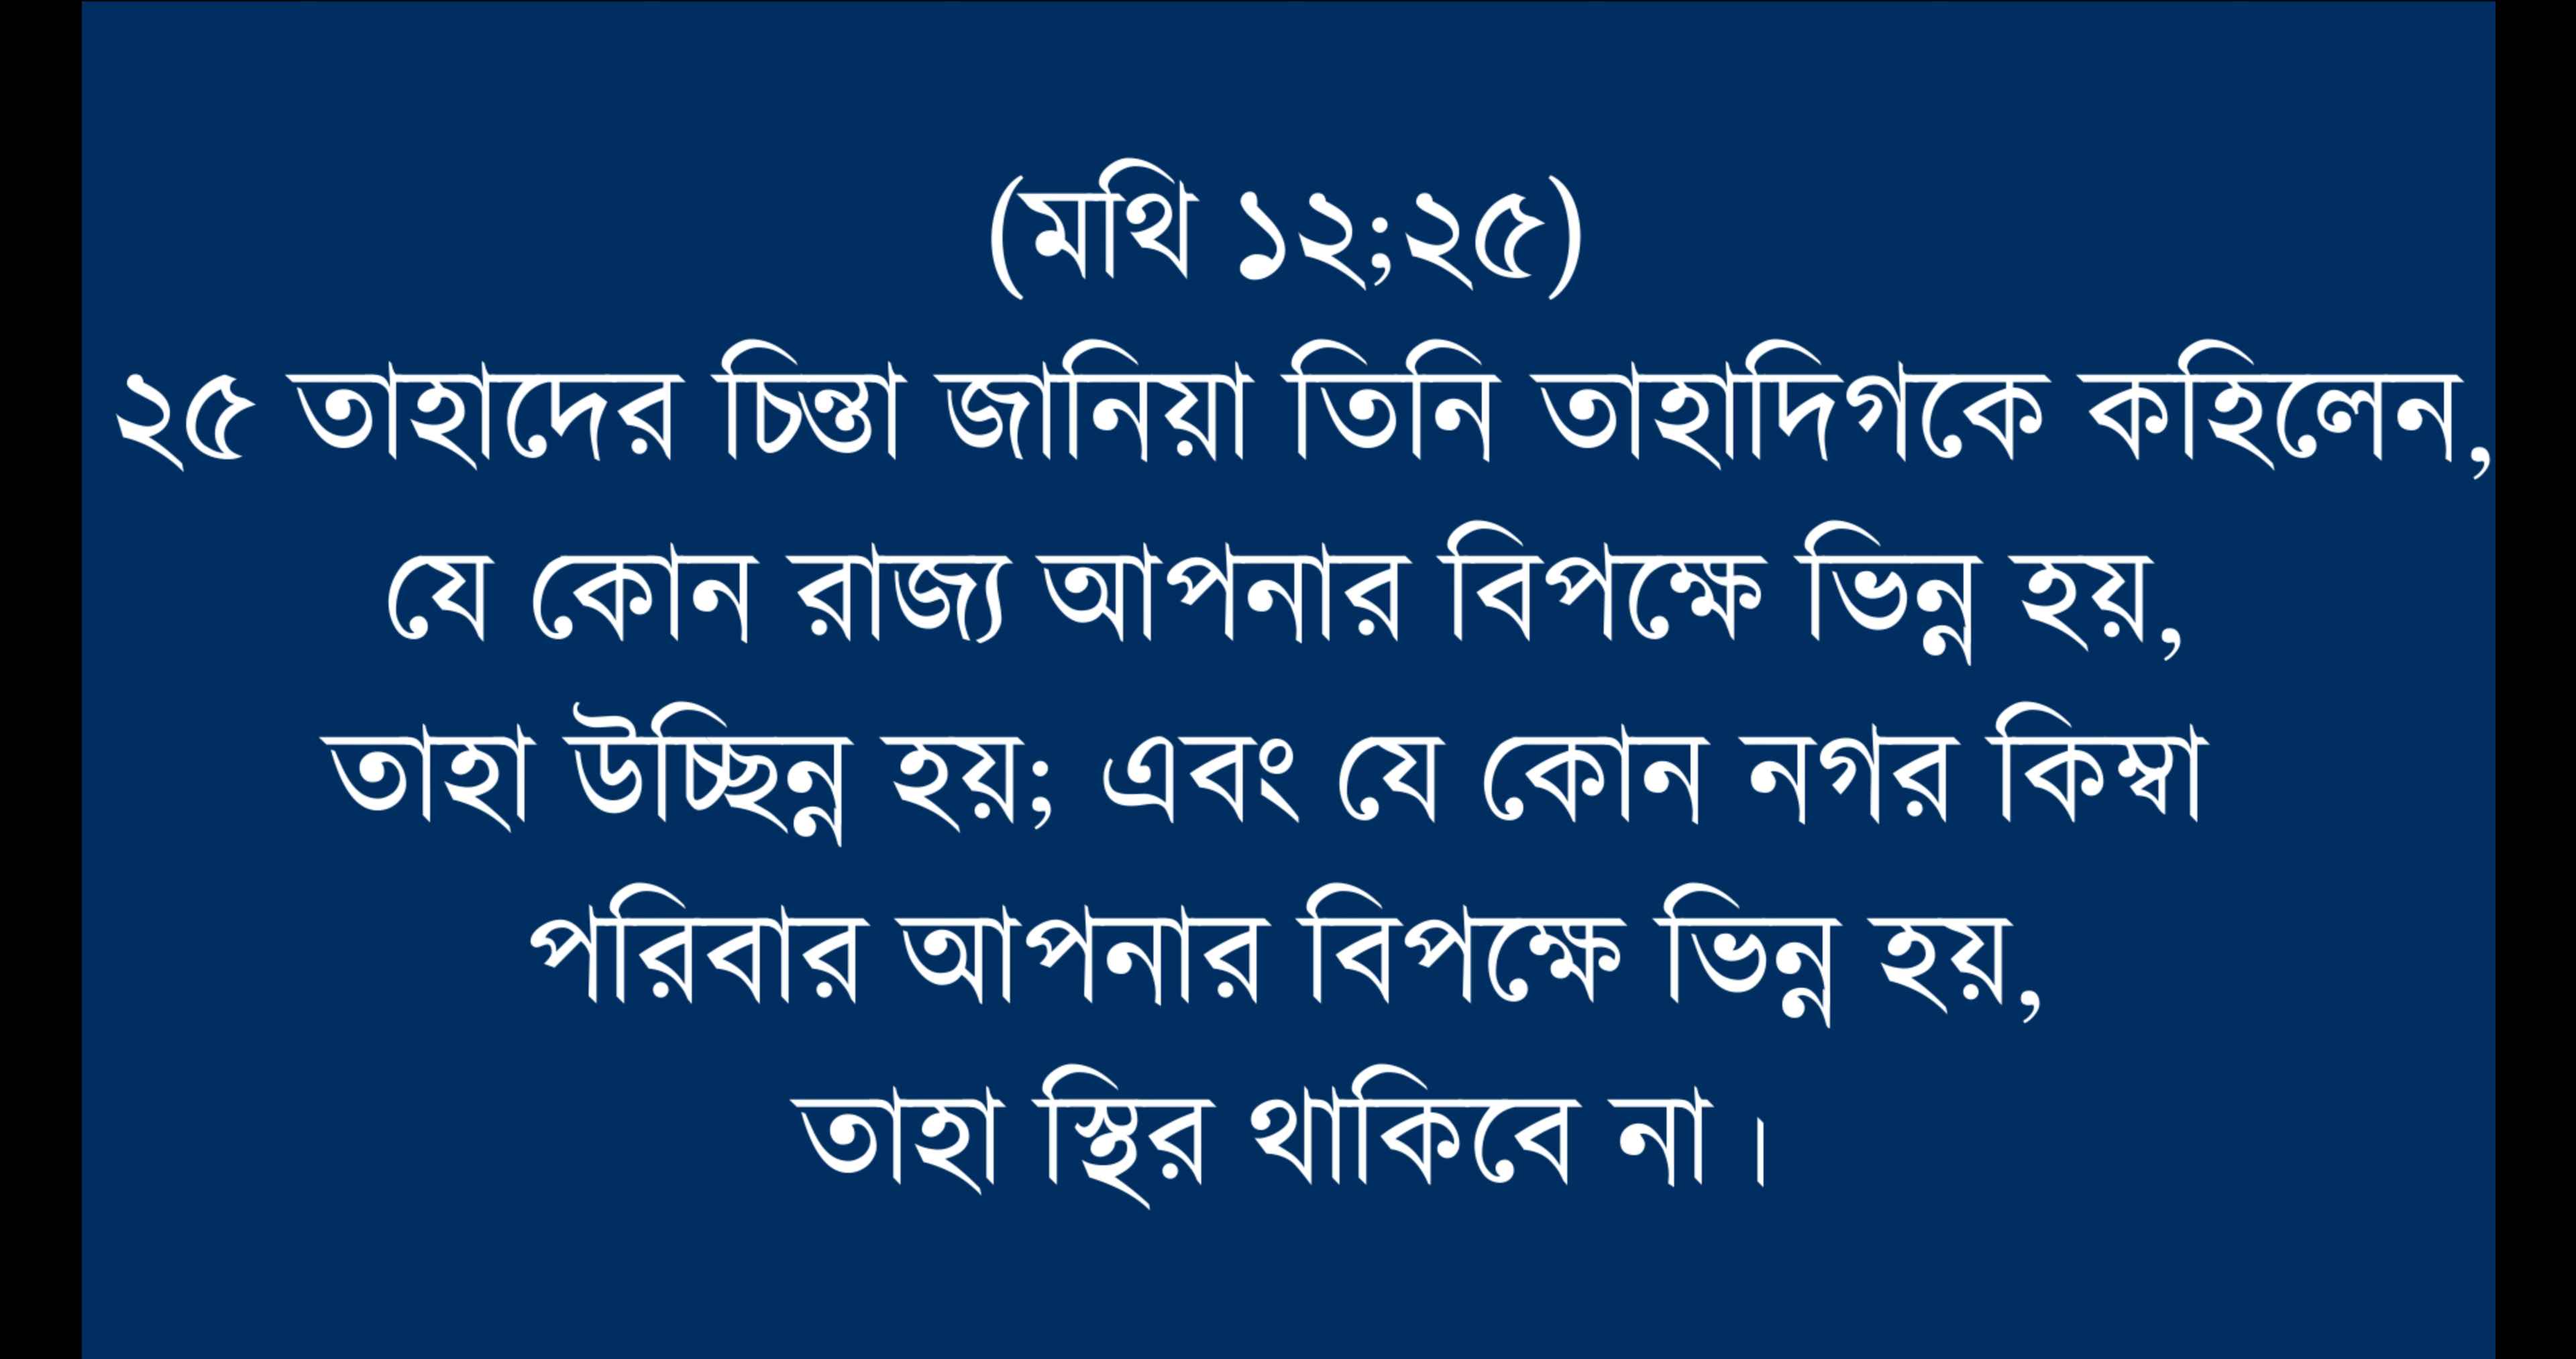 (মথি ১২;২৫)
২৫ তাহাদের চিন্তা জানিয়া তিনি তাহাদিগকে কহিলেন,
যে কোন রাজ্য আপনার বিপক্ষে ভিন্ন হয়,
তাহা উচ্ছিন্ন হয়; এবং যে কোন নগর কিম্বা
পরিবার আপনার বিপক্ষে ভিন্ন হয়,
তাহা স্থির থাকিবে না।